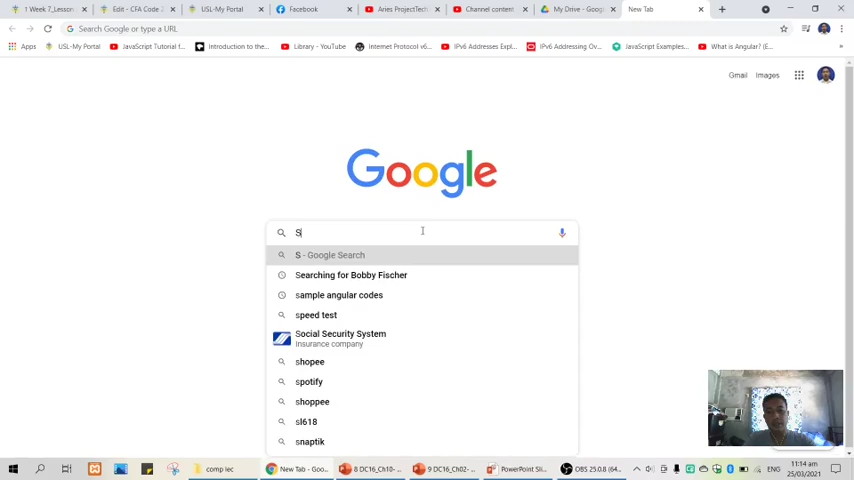 1 Week 7_Lesson
Edit - CFA Code 2
USL-My Portal
Facebook
Aries ProjectTech
Channel content
My Drive - Googl
New Tab
Search Google or type a URL
Apps
USL-My Portal
JavaScript Tutorial f...
Introduction to the...
Library - YouTube
Internet Protocol v6...
IPv6 Addresses Expl...
IPv6 Addressing Ov...
JavaScript Examples...
What is Angular? (E...
Gmail
Images
Google
S
S - Google Search
Searching for Bobby Fischer
sample angular codes
speed test
Social Security System
Insurance company
shopee
spotify
shoppee
sl618
snaptik
comp lec
New Tab - Goo...
8 DC16_Ch10-...
9 DC16_Ch02-...
PowerPoint Sli...
OBS 25.0.8 (64...
ENG
11:14 am
25/03/2021